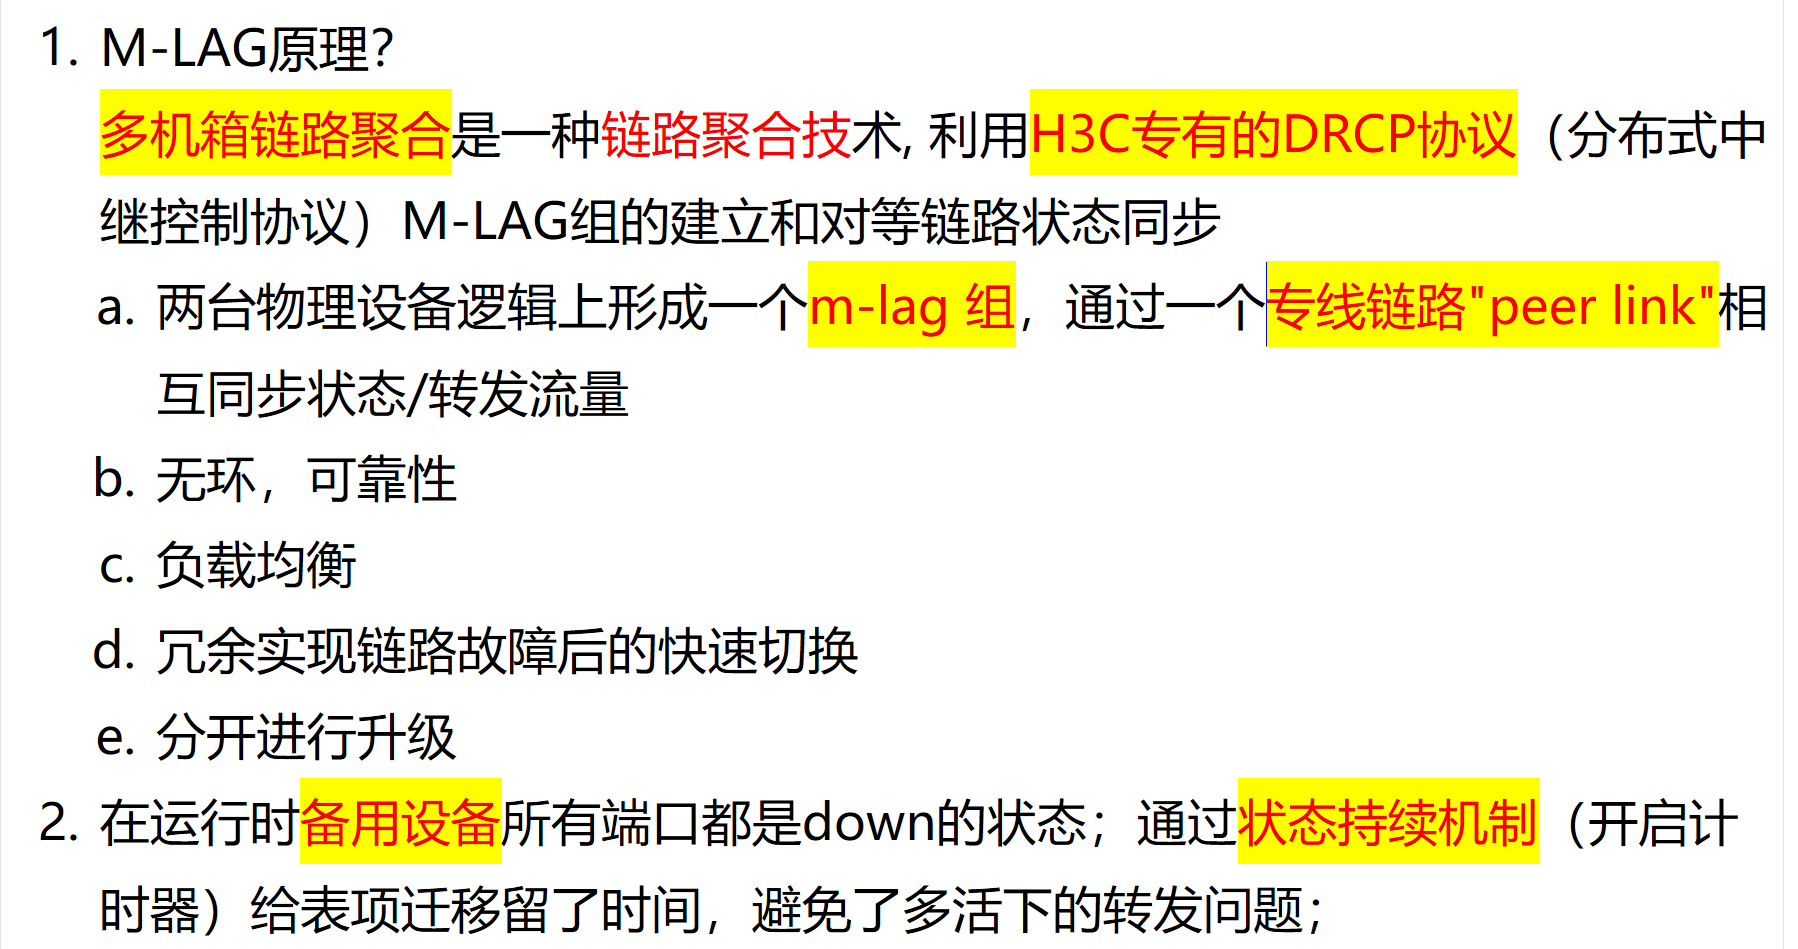 1. M-LAG原理？
多机箱链路聚合是一种链路聚合技术, 利用H3C专有的DRCP协议（分布式中
继控制协议）M-LAG组的建立和对等链路状态同步
a. 两台物理设备逻辑上形成一个m-lag 组，通过一个专线链路"peer link"相
互同步状态/转发流量
b. 无环，可靠性
c. 负载均衡
d. 冗余实现链路故障后的快速切换
e. 分开进行升级
2. 在运行时备用设备所有端口都是down的状态；通过状态持续机制（开启计
时器）给表项迁移留了时间，避免了多活下的转发问题；